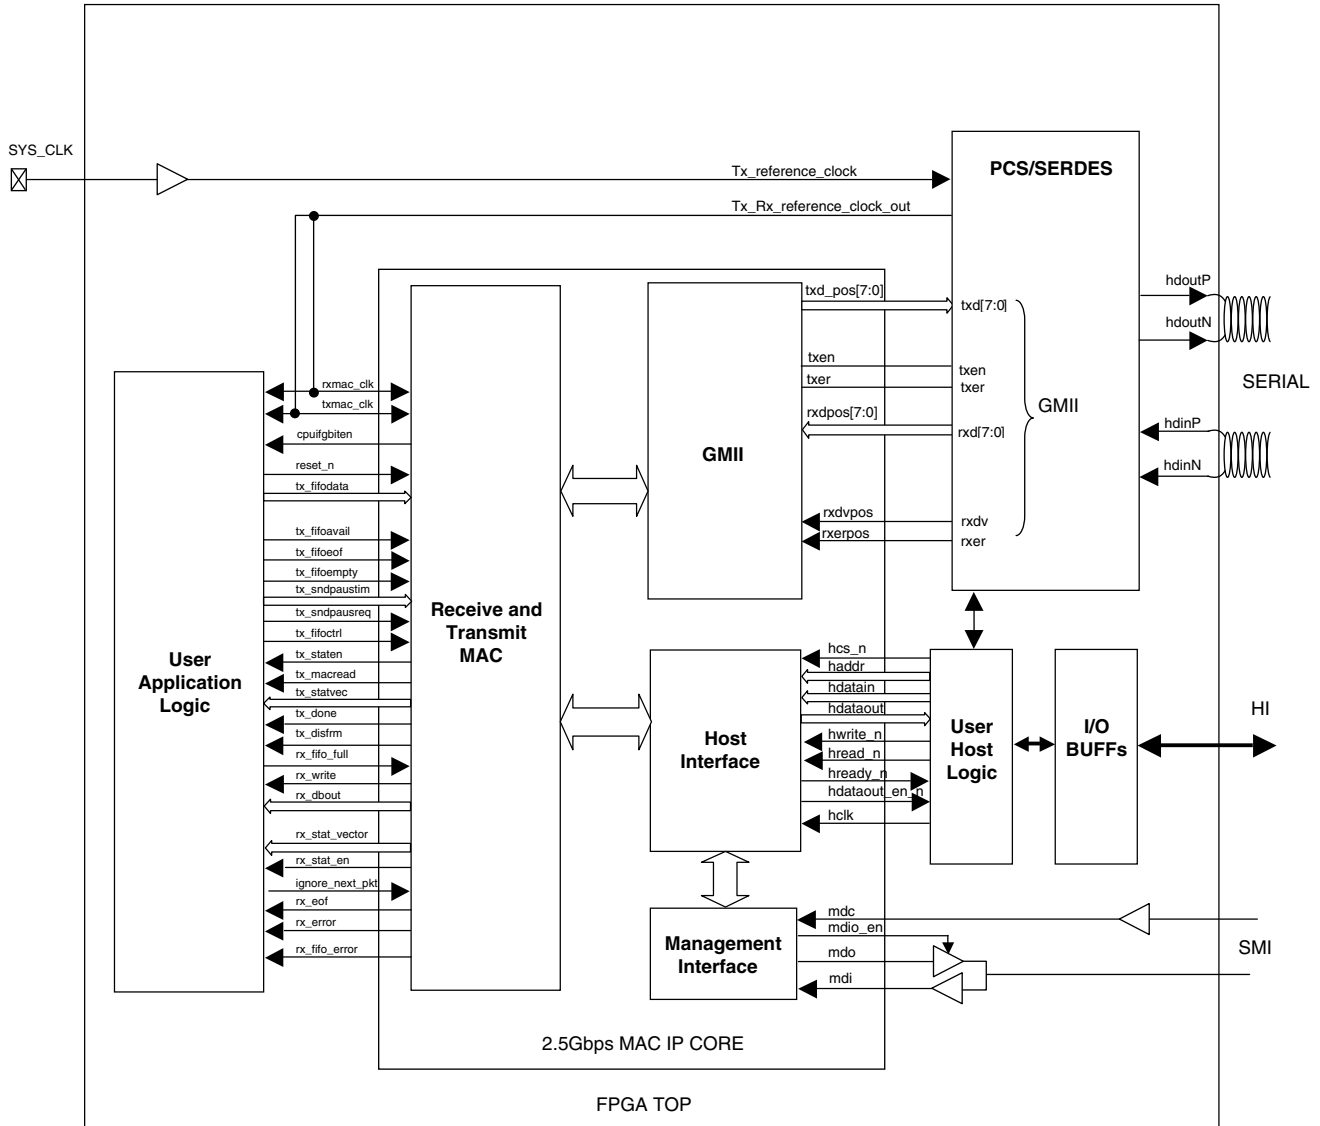 SYS_CLK
Tx_reference_clock
PCS/SERDES
Tx_Rx_reference_clock_out
txd_pos[7:0]
txd[7:0]
txen
txen
txer
txer
rxdpos[7:0]
rxd[7:0]
GMII
rxdvpos
rxdv
rxerpos
rxer
GMII
hdoutP
hdoutN
SERIAL
hdinP
hdinN
rxmac_clk
txmac_clk
cpuifgbiten
reset_n
tx_fifodata
tx_fifoavail
tx_fifoeof
tx_fifoempty
tx_sndpaustim
tx_sndpausreq
tx_fifoctrl
tx_staten
tx_macread
tx_statvec
tx_done
tx_disfrm
rx_fifo_full
rx_write
rx_dbout
rx_stat_vector
rx_stat_en
ignore_next_pkt
rx_eof
rx_error
rx_fifo_error
User
Application
Logic
Receive and
Transmit
MAC
Host
Interface
hcs_n
haddr
hdatain
hdataout
hwrite_n
hread_n
hready_n
hdataout_en_n
hclk
User
Host
Logic
I/O
BUFFs
HI
Management
Interface
mdc
mdio_en
mdo
mdi
SMI
2.5Gbps MAC IP CORE
FPGA TOP